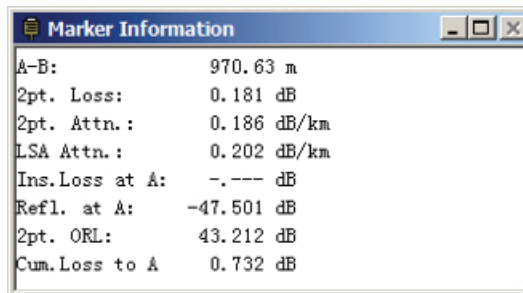 Marker Information
A-B: 970.63 m
2pt. Loss: 0.181 dB
2pt. Attn.: 0.186 dB/km
LSA Attn.: 0.202 dB/km
Ins.Loss at A: -.--- dB
Refl. at A: -47.501 dB
2pt. ORL: 43.212 dB
Cum.Loss to A 0.732 dB